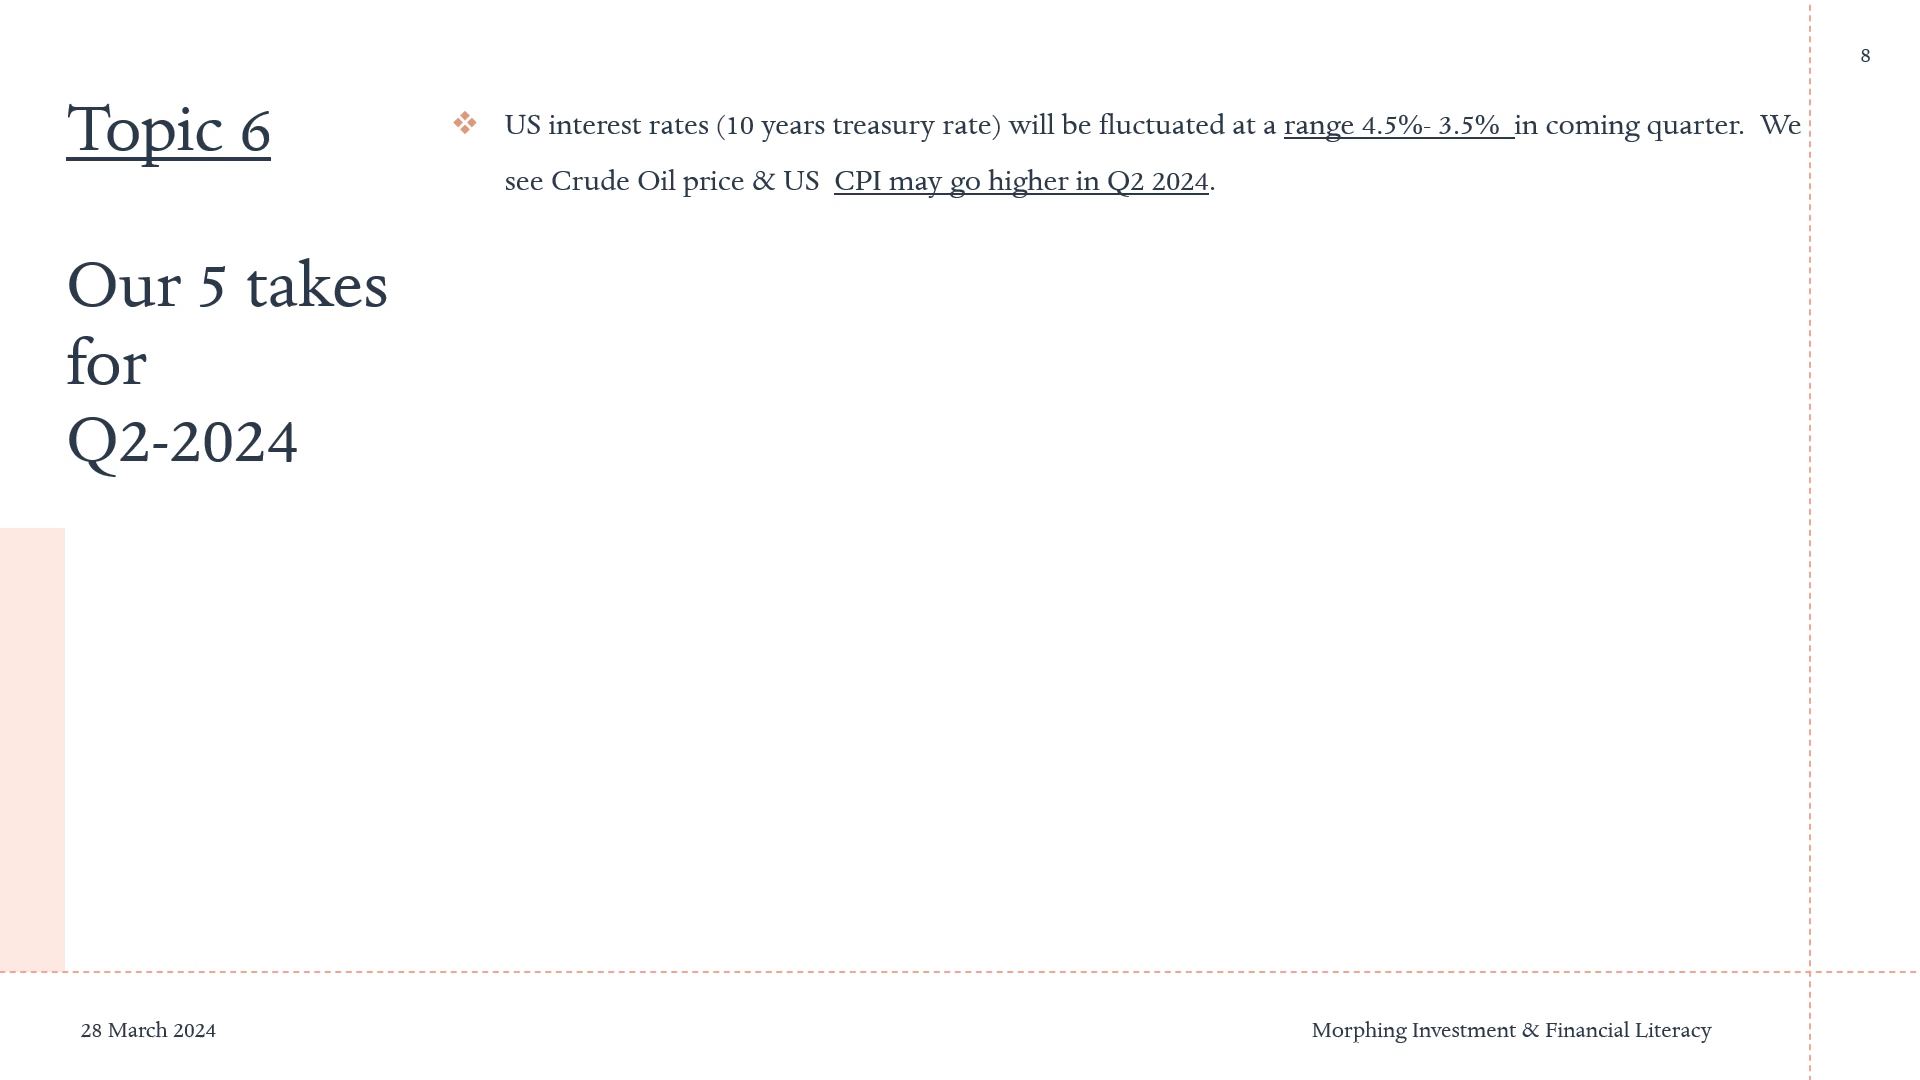 8
Topic 6
Our 5 takes
for
Q2-2024
US interest rates (10 years treasury rate) will be fluctuated at a range 4.5%- 3.5%  in coming quarter.  We
see Crude Oil price & US  CPI may go higher in Q2 2024.
28 March 2024
Morphing Investment & Financial Literacy